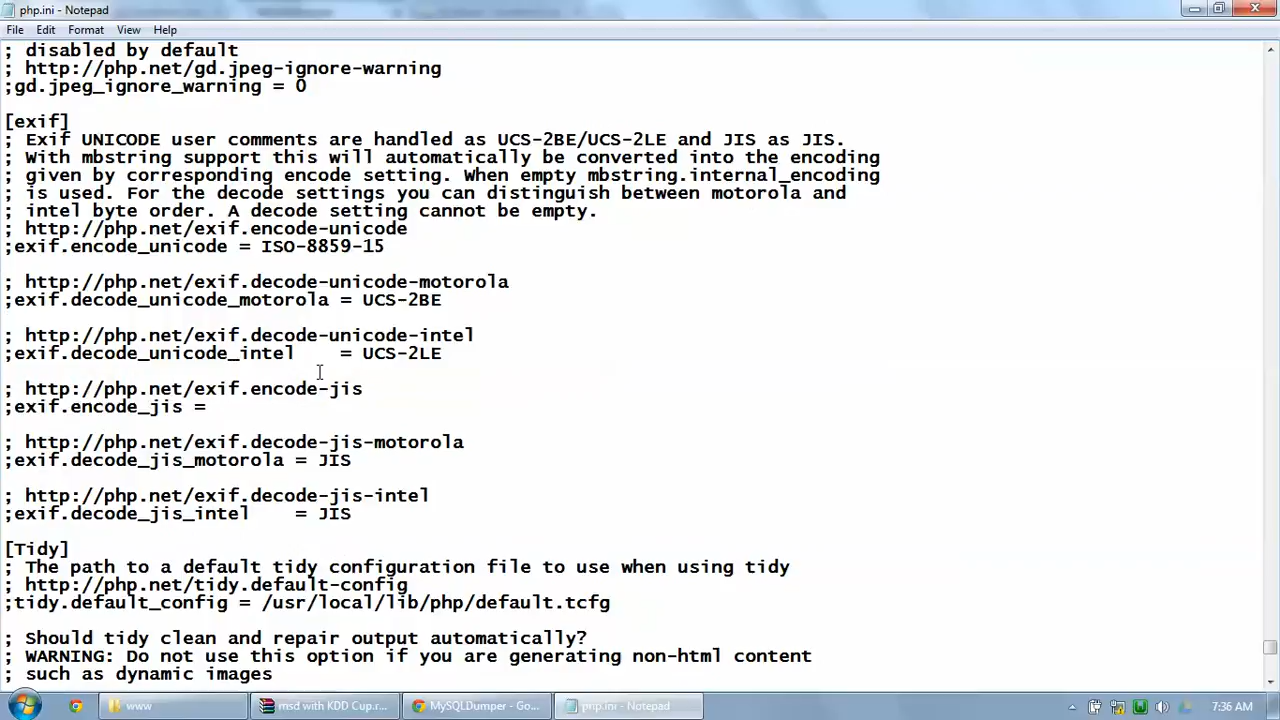 php.ini - Notepad
File Edit Format View Help
; disabled by default
; http://php.net/gd.jpeg-ignore-warning
;gd.jpeg_ignore_warning = 0
[exif]
; Exif UNICODE user comments are handled as UCS-2BE/UCS-2LE and JIS as JIS.
; With mbstring support this will automatically be converted into the encoding
; given by corresponding encode setting. When empty mbstring.internal_encoding
; is used. For the decode settings you can distinguish between motorola and
; intel byte order. A decode setting cannot be empty.
; http://php.net/exif.encode-unicode
;exif.encode_unicode = ISO-8859-15
; http://php.net/exif.decode-unicode-motorola
;exif.decode_unicode_motorola = UCS-2BE
; http://php.net/exif.decode-unicode-intel
;exif.decode_unicode_intel    = UCS-2LE
; http://php.net/exif.encode-jis
;exif.encode_jis =
; http://php.net/exif.decode-jis-motorola
;exif.decode_jis_motorola = JIS
; http://php.net/exif.decode-jis-intel
;exif.decode_jis_intel    = JIS
[Tidy]
; The path to a default tidy configuration file to use when using tidy
; http://php.net/tidy.default-config
;tidy.default_config = /usr/local/lib/php/default.tcfg
; Should tidy clean and repair output automatically?
; WARNING: Do not use this option if you are generating non-html content
; such as dynamic images
www msd with KDD Cup.r... MySQLDumper - Go... php.ini - Notepad 7:36 AM